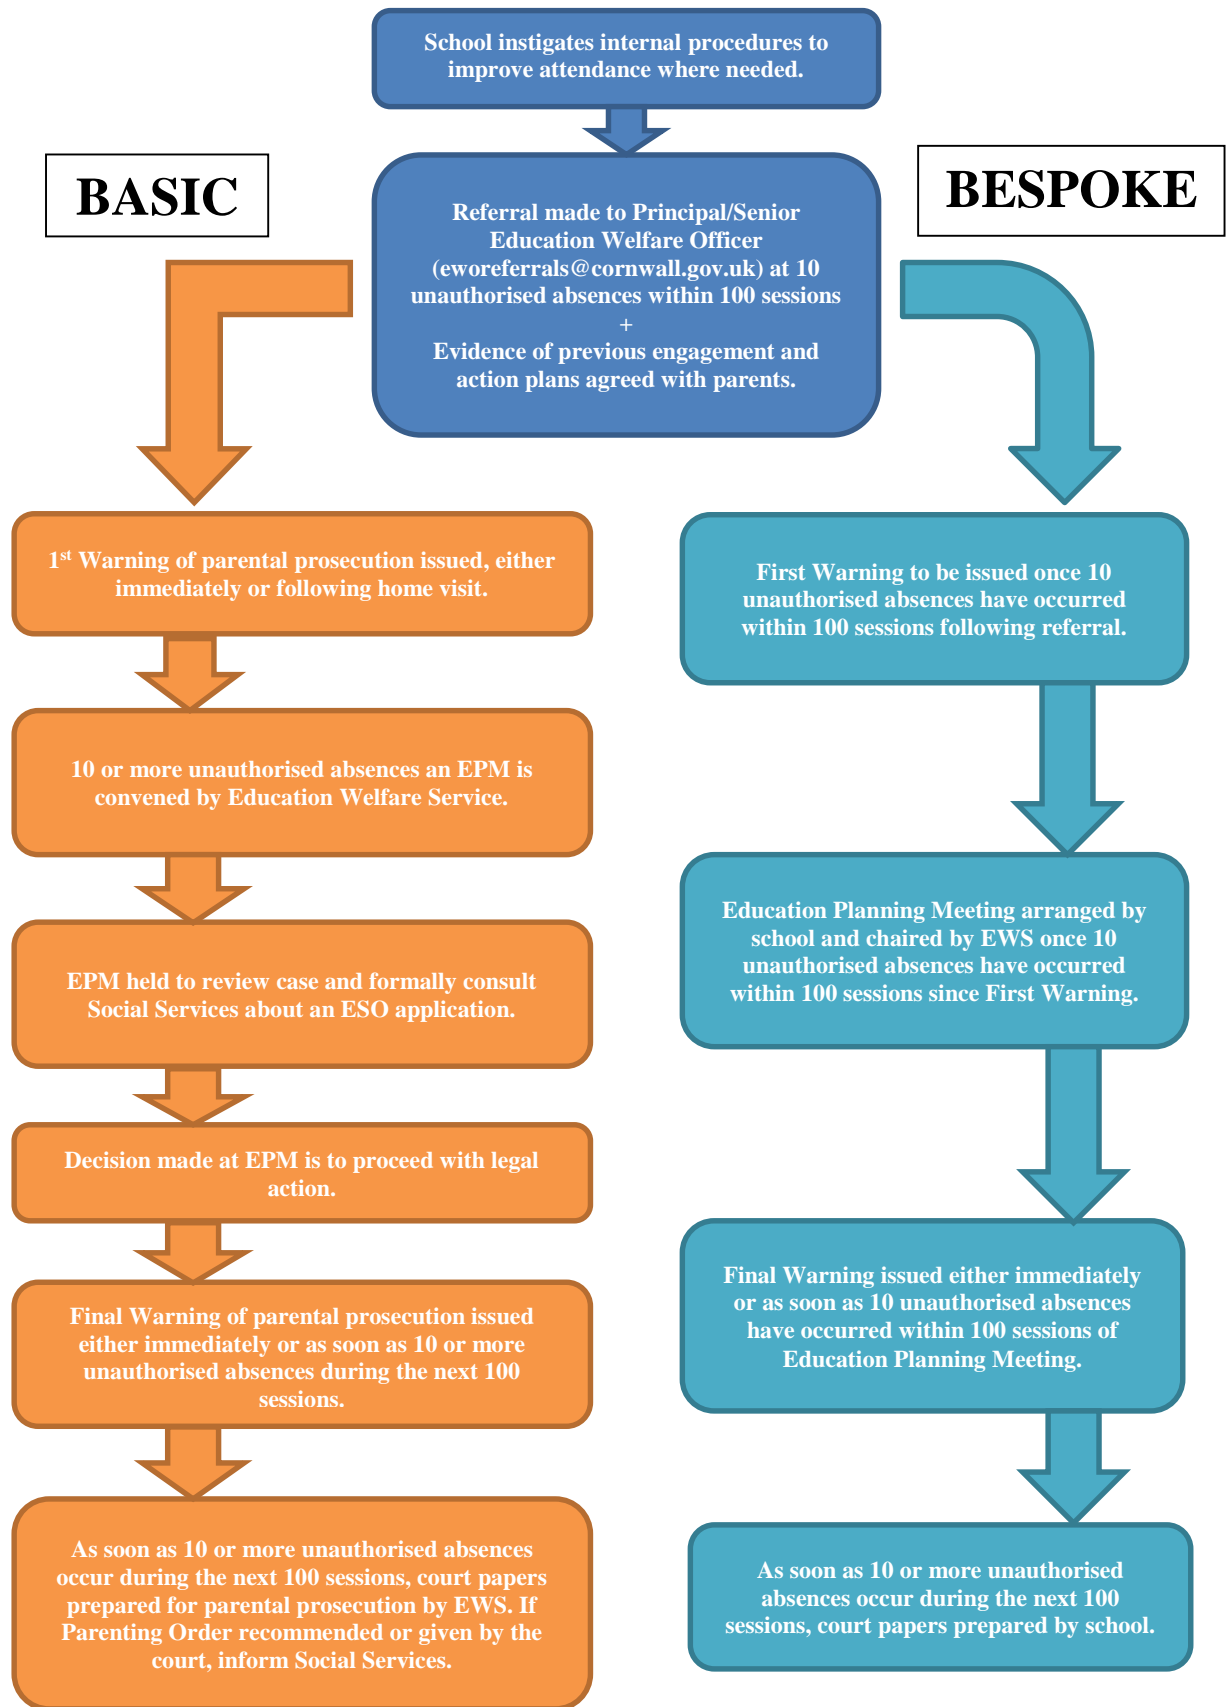 School instigates internal procedures to
improve attendance where needed.
BASIC
BESPOKE
Referral made to Principal/Senior
Education Welfare Officer
(eworeferrals@cornwall.gov.uk) at 10
unauthorised absences within 100 sessions
+
Evidence of previous engagement and
action plans agreed with parents.
1st Warning of parental prosecution issued, either
immediately or following home visit.
10 or more unauthorised absences an EPM is
convened by Education Welfare Service.
EPM held to review case and formally consult
Social Services about an ESO application.
Decision made at EPM is to proceed with legal
action.
Final Warning of parental prosecution issued
either immediately or as soon as 10 or more
unauthorised absences during the next 100
sessions.
As soon as 10 or more unauthorised absences
occur during the next 100 sessions, court papers
prepared for parental prosecution by EWS. If
Parenting Order recommended or given by the
court, inform Social Services.
First Warning to be issued once 10
unauthorised absences have occurred
within 100 sessions following referral.
Education Planning Meeting arranged by
school and chaired by EWS once 10
unauthorised absences have occurred
within 100 sessions since First Warning.
Final Warning issued either immediately
or as soon as 10 unauthorised absences
have occurred within 100 sessions of
Education Planning Meeting.
As soon as 10 or more unauthorised
absences occur during the next 100
sessions, court papers prepared by school.